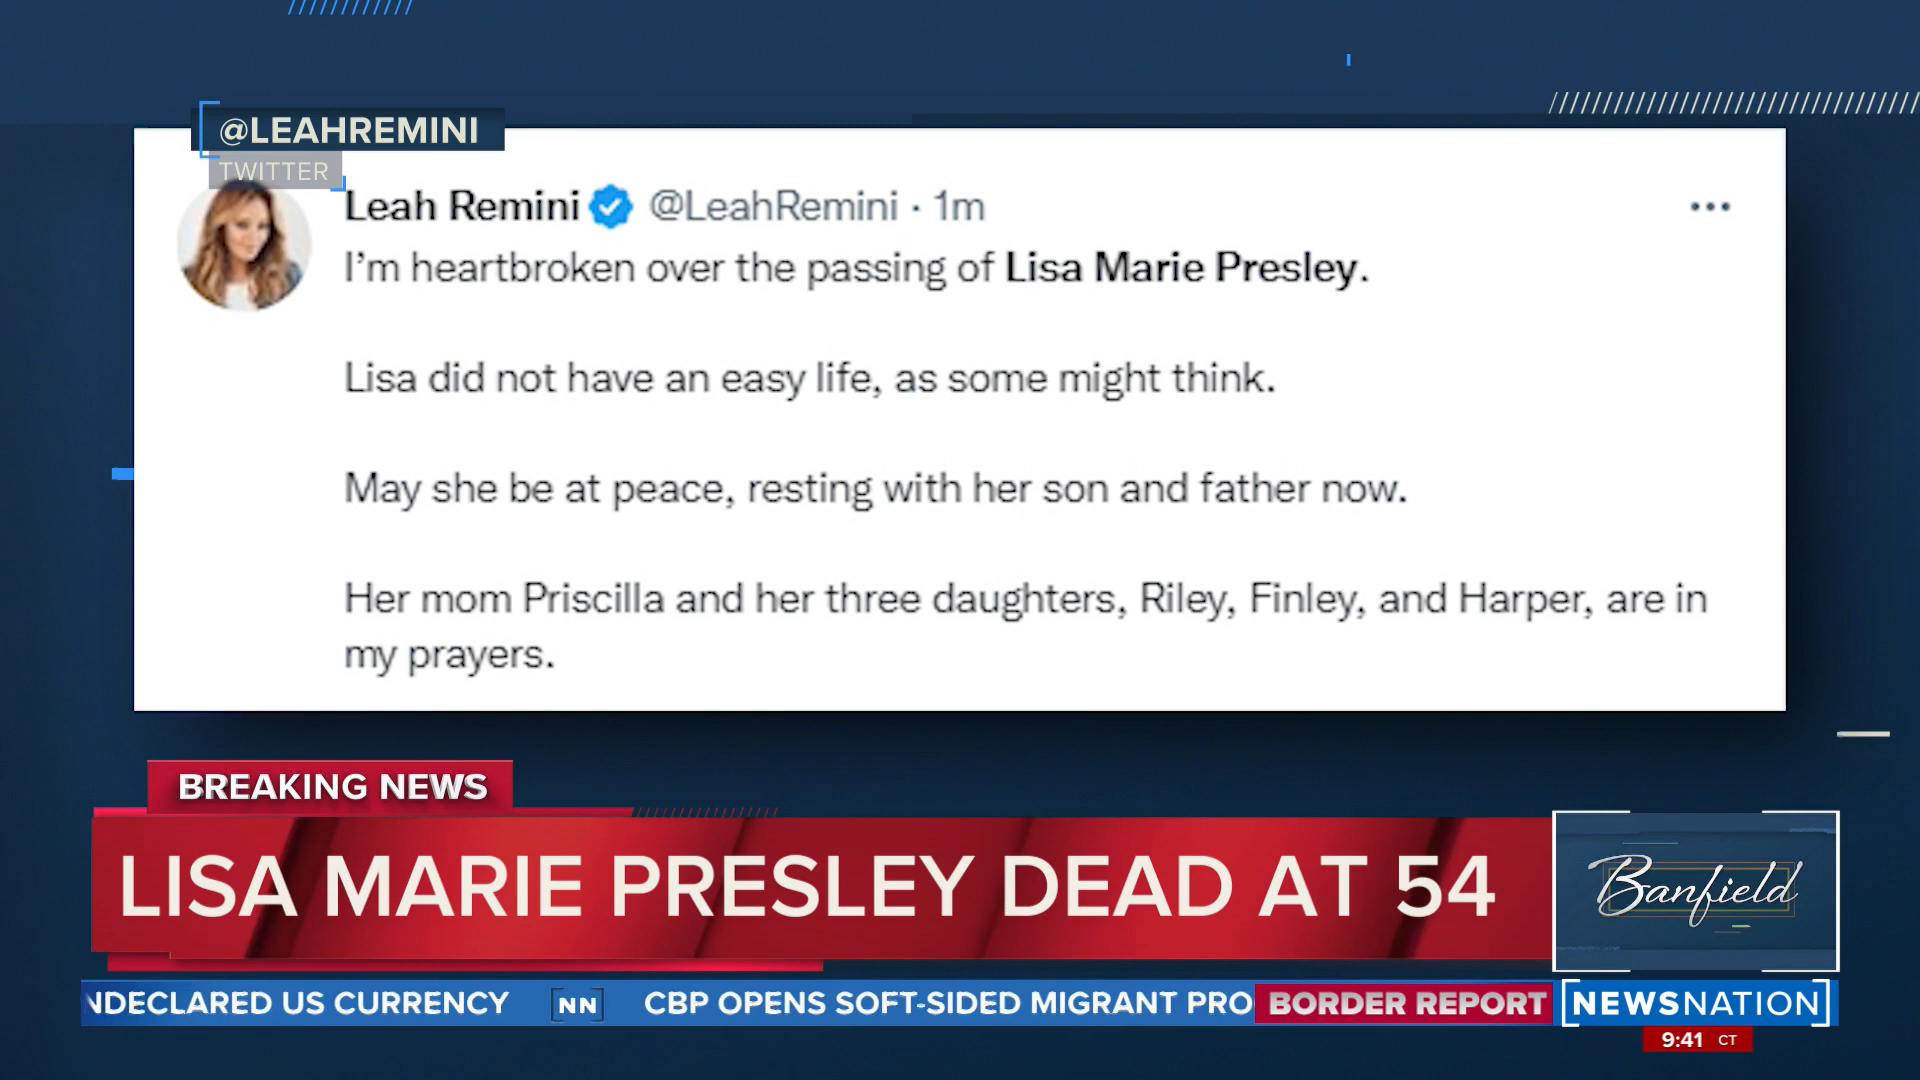 @LEAHREMINI
TWITTER
Leah Remini @LeahRemini · 1m
I'm heartbroken over the passing of Lisa Marie Presley.
Lisa did not have an easy life, as some might think.
May she be at peace, resting with her son and father now.
Her mom Priscilla and her three daughters, Riley, Finley, and Harper, are in
my prayers.
BREAKING NEWS
LISA MARIE PRESLEY DEAD AT 54
Banfield
NDECLARED US CURRENCY NN CBP OPENS SOFT-SIDED MIGRANT PRO BORDER REPORT NEWSNATION
9:41 CT